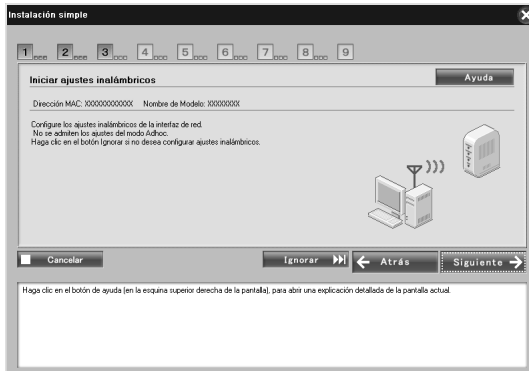 Instalación simple
1 2 3 4 5 6 7 8 9
Iniciar ajustes inalámbricos
Ayuda
Dirección MAC: XXXXXXXXXXXX Nombre de Modelo: XXXXXXXX
Configure los ajustes inalámbricos de la interfaz de red.
No se admiten los ajustes del modo Adhoc.
Haga clic en el botón Ignorar si no desea configurar ajustes inalámbricos.
Cancelar
Ignorar
Atrás
Siguiente
Haga clic en el botón de ayuda (en la esquina superior derecha de la pantalla), para abrir una explicación detallada de la pantalla actual.